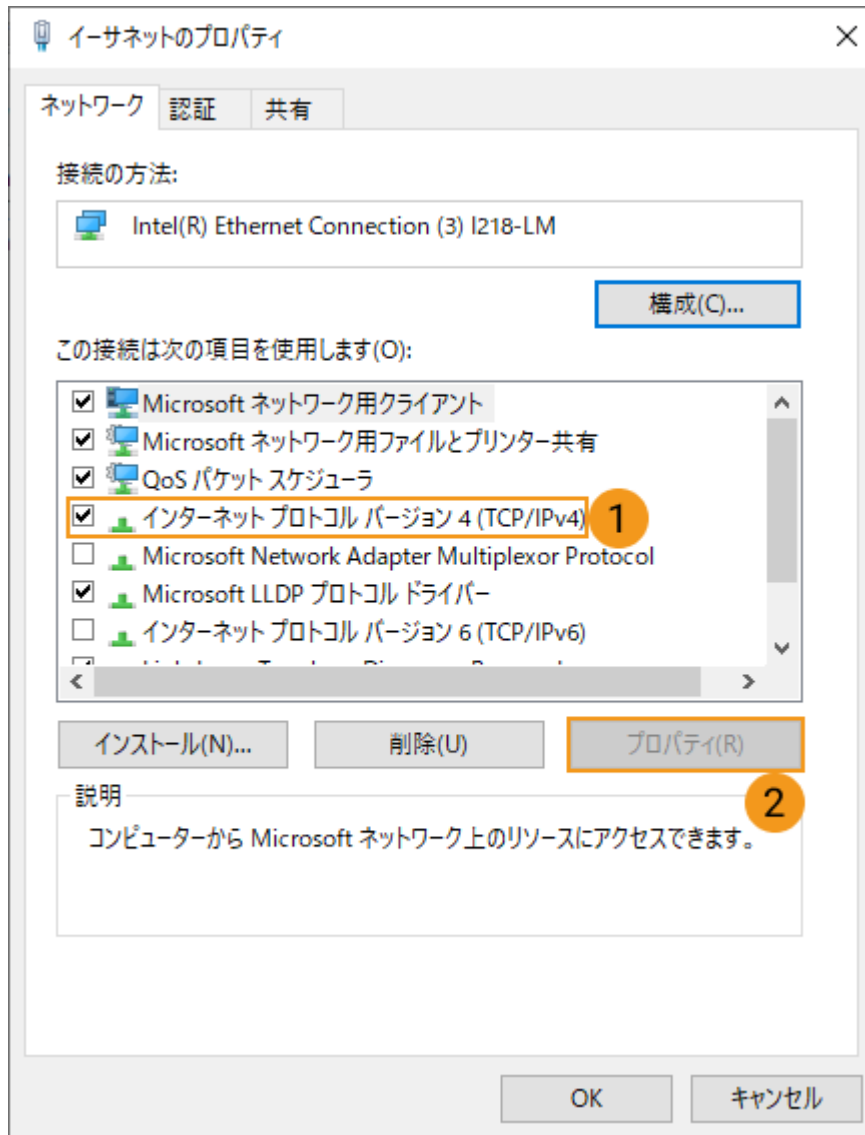 イーサネットのプロパティ
ネットワーク 認証 共有
接続の方法:
Intel(R) Ethernet Connection (3) I218-LM
構成(C)...
この接続は次の項目を使用します(O):
Microsoft ネットワーク用クライアント
Microsoft ネットワーク用ファイルとプリンター共有
QoS パケット スケジューラ
インターネット プロトコル バージョン 4 (TCP/IPv4) 1
Microsoft Network Adapter Multiplexor Protocol
Microsoft LLDP プロトコル ドライバー
インターネット プロトコル バージョン 6 (TCP/IPv6)
インストール(N)... 削除(U) プロパティ(R)
2
説明
コンピューターから Microsoft ネットワーク上のリソースにアクセスできます。
OK キャンセル